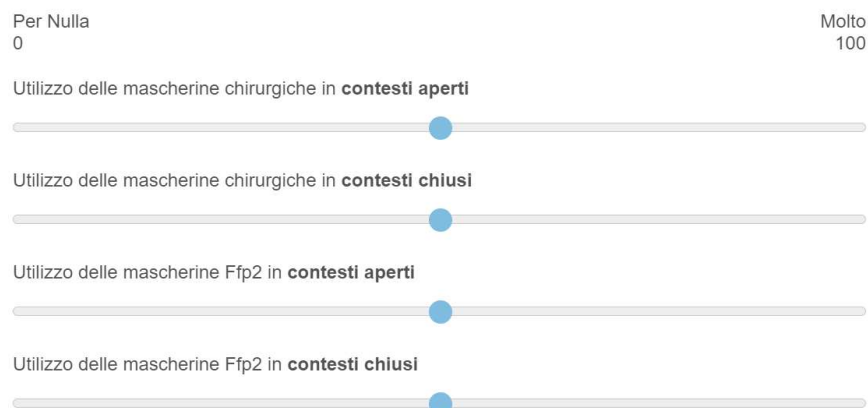 Per Nulla
Molto
0
100
Utilizzo delle mascherine chirurgiche in contesti aperti
Utilizzo delle mascherine chirurgiche in contesti chiusi
Utilizzo delle mascherine Ffp2 in contesti aperti
Utilizzo delle mascherine Ffp2 in contesti chiusi